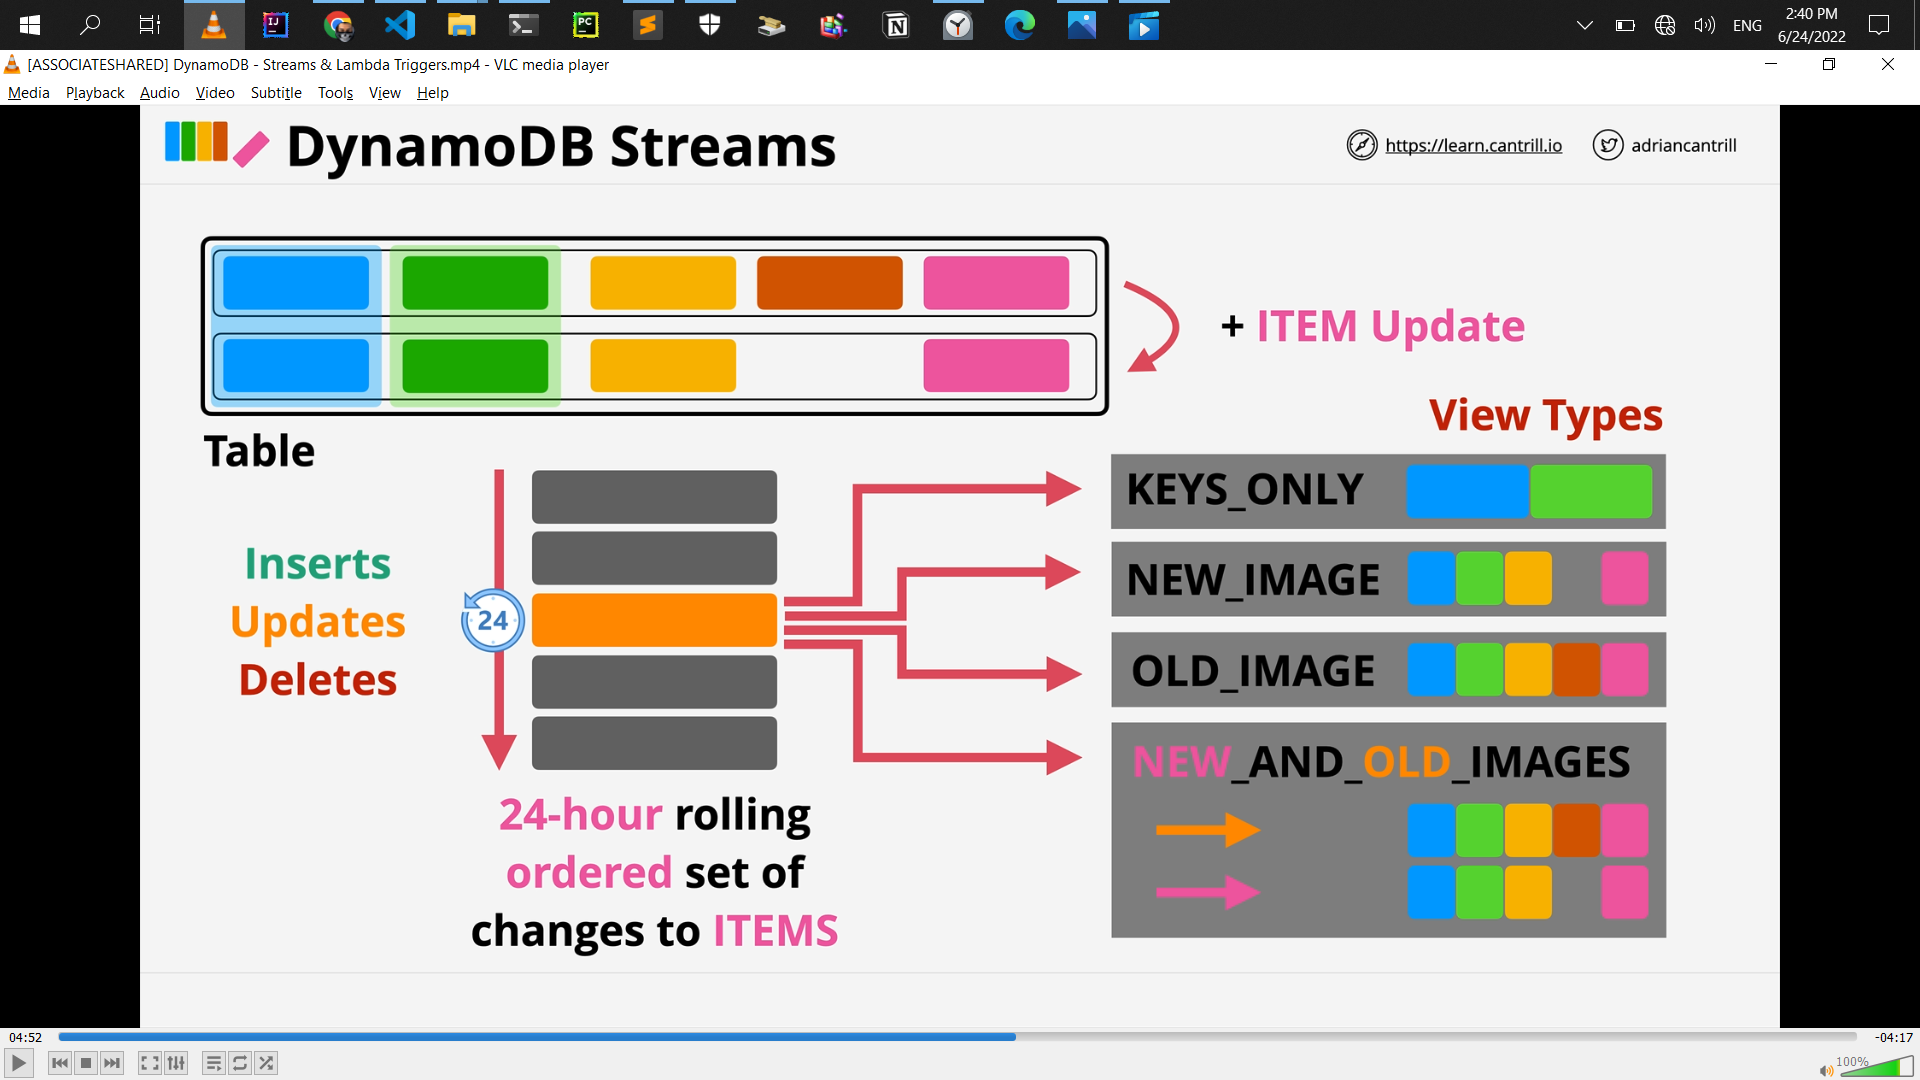 ENG
2:40 PM
6/24/2022
[ASSOCIATESHARED] DynamoDB - Streams & Lambda Triggers.mp4 - VLC media player
Media Playback Audio Video Subtitle Tools View Help
DynamoDB Streams
https://learn.cantrill.io
adriancantrill
+ ITEM Update
View Types
Table
KEYS_ONLY
Inserts
NEW_IMAGE
Updates
24
Deletes
OLD_IMAGE
NEW_AND_OLD_IMAGES
24-hour rolling
ordered set of
changes to ITEMS
04:52
-04:17
100%